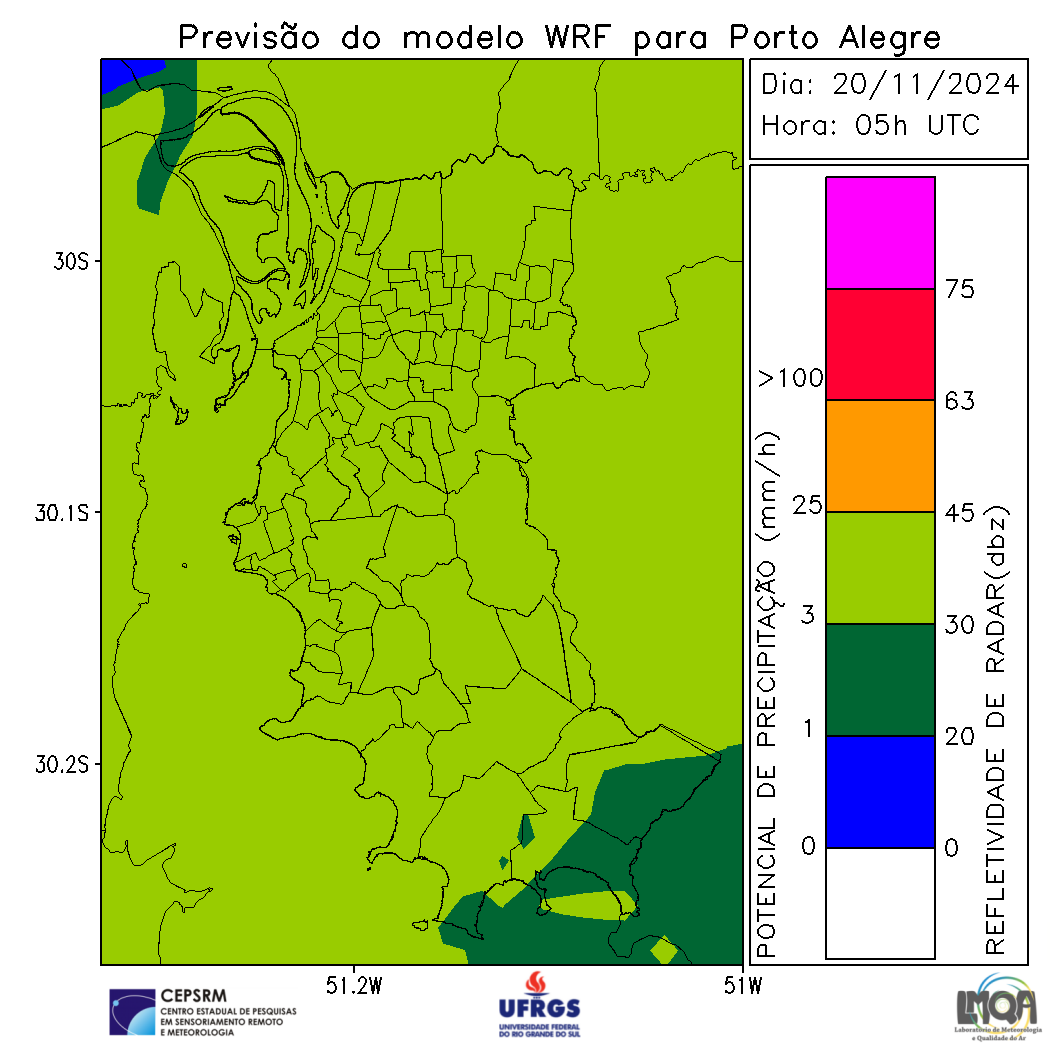 Previsão do modelo WRF para Porto Alegre
Dia: 20/11/2024
Hora: 05h UTC
30S
30.1S
30.2S
51.2W
51W
POTENCIAL DE PRECIPITAÇÃO (mm/h)
>100
25
3
1
0
75
63
45
30
20
0
REFLETIVIDADE DE RADAR(dbz)
CEPSRM
CENTRO ESTADUAL DE PESQUISAS
EM SENSORIAMENTO REMOTO
E METEOROLOGIA
UFRGS
UNIVERSIDADE FEDERAL
DO RIO GRANDE DO SUL
LMQA
Laboratório de Meteorologia
e Qualidade do Ar